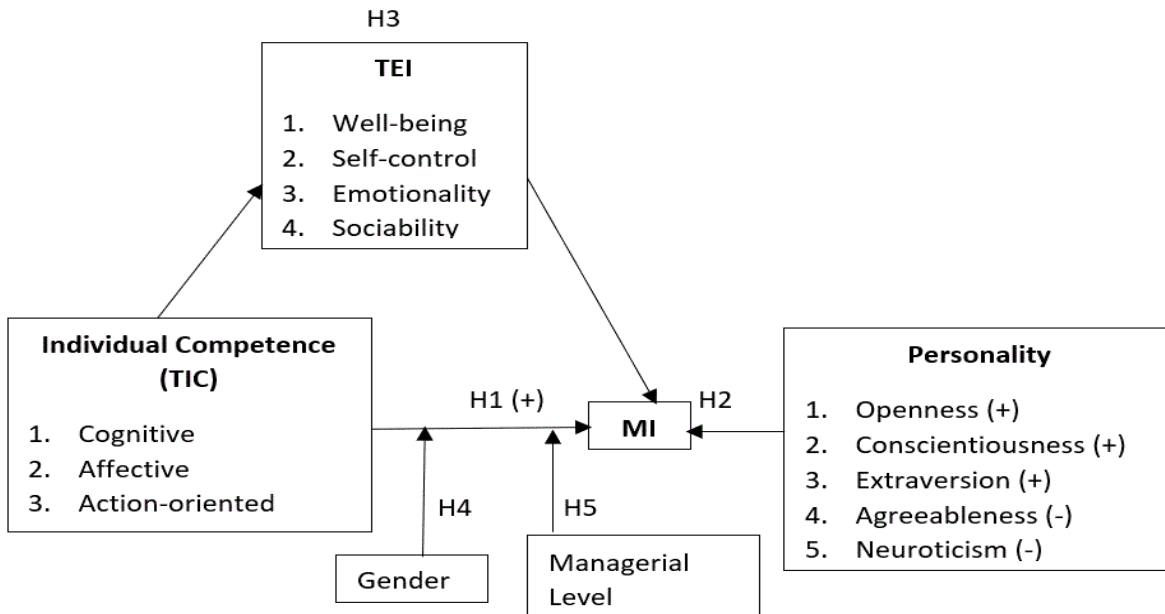 H3
TEI
1. Well-being
2. Self-control
3. Emotionality
4. Sociability
Individual Competence
(TIC)
1. Cognitive
2. Affective
3. Action-oriented
H1 (+)
MI
H2
Personality
1. Openness (+)
2. Conscientiousness (+)
3. Extraversion (+)
4. Agreeableness (-)
5. Neuroticism (-)
H4
H5
Gender
Managerial
Level